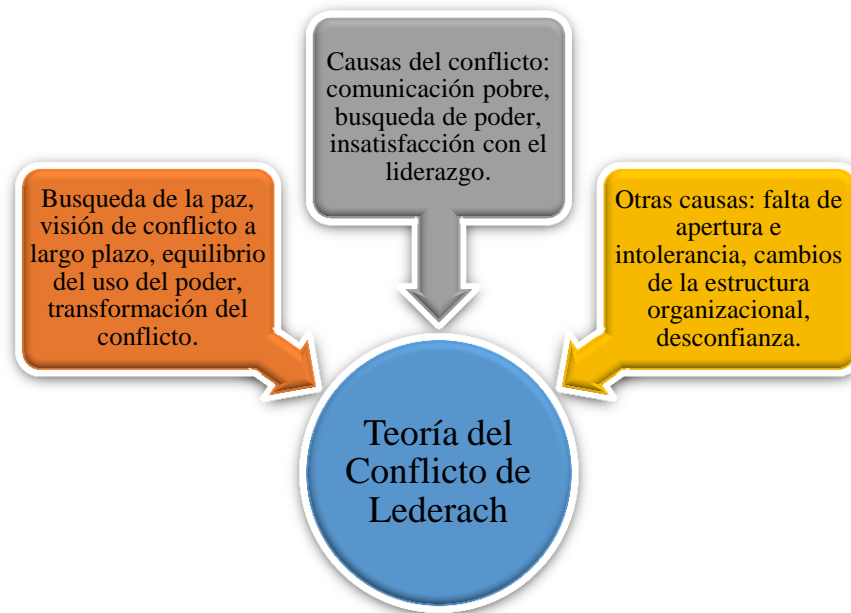 Causas del conflicto:
comunicación pobre,
busqueda de poder,
insatisfacción con el
liderazgo.
Busqueda de la paz,
visión de conflicto a
largo plazo, equilibrio
del uso del poder,
transformación del
conflicto.
Otras causas: falta de
apertura e
intolerancia, cambios
de la estructura
organizacional,
desconfianza.
Teoría del
Conflicto de
Lederach